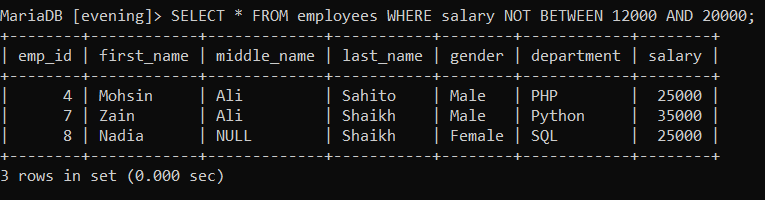 MariaDB [evening]> SELECT * FROM employees WHERE salary NOT BETWEEN 12000 AND 20000;
+--------+------------+-------------+-----------+--------+------------+--------+
| emp_id | first_name | middle_name | last_name | gender | department | salary |
+--------+------------+-------------+-----------+--------+------------+--------+
|      4 | Mohsin     | Ali         | Sahito    | Male   | PHP        |  25000 |
|      7 | Zain       | Ali         | Shaikh    | Male   | Python     |  35000 |
|      8 | Nadia      | NULL        | Shaikh    | Female | SQL        |  25000 |
+--------+------------+-------------+-----------+--------+------------+--------+
3 rows in set (0.000 sec)